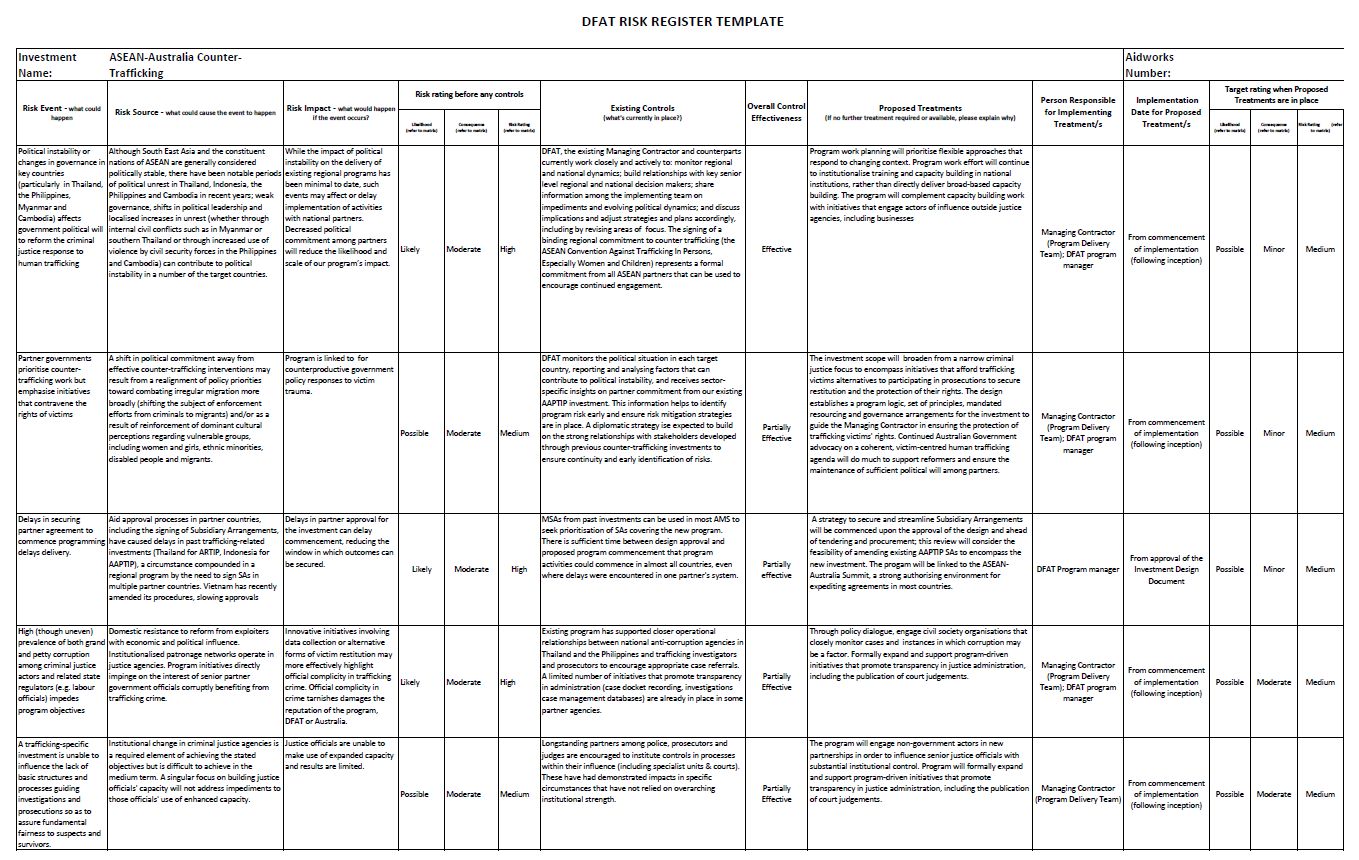 DFAT RISK REGISTER TEMPLATE
Investment
Name:
ASEAN-Australia Counter-
Trafficking
Aidworks
Number:
Risk Event - what could
happen
Risk Source - what could cause the event to happen
Risk Impact - what would happen
if the event occurs?
Risk rating before any controls
Likelihood
(refer to matrix)
Consequence
(refer to matrix)
Risk Rating
(refer to matrix)
Existing Controls
(what's currently in place?)
Overall Control
Effectiveness
Proposed Treatments
(If no further treatment required or available, please explain why)
Person Responsible
for Implementing
Treatment/s
Implementation
Date for Proposed
Treatment/s
Target rating when Proposed
Treatments are in place
Likelihood
(refer to matrix)
Consequence
(refer to matrix)
Risk Rating (refer
to matrix)
Political instability or
changes in governance in
key countries
(particularly in Thailand,
the Philippines,
Myanmar and
Cambodia) affects
government political will
to reform the criminal
justice response to
human trafficking
Although South East Asia and the constituent
nations of ASEAN are generally considered
politically stable, there have been notable periods
of political unrest in Thailand, Indonesia, the
Philippines and Cambodia in recent years; weak
governance, shifts in political leadership and
localised increases in unrest (whether through
internal civil conflicts such as in Myanmar or
southern Thailand or through increased use of
violence by civil security forces in the Philippines
and Cambodia) can contribute to political
instability in a number of the target countries.
While the impact of political
instability on the delivery of
existing regional programs has
been minimal to date, such
events may affect or delay
implementation of activities
with national partners.
Decreased political
commitment among partners
will reduce the likelihood and
scale of our program's impact.
Likely
Moderate
High
DFAT, the existing Managing Contractor and counterparts
currently work closely and actively to: monitor regional
and national dynamics; build relationships with key senior
level regional and national decision makers; share
information among the implementing team on
impediments and evolving political dynamics; and discuss
implications and adjust strategies and plans accordingly,
including by revising areas of focus. The signing of a
binding regional commitment to counter trafficking (the
ASEAN Convention Against Trafficking In Persons,
Especially Women and Children) represents a formal
commitment from all ASEAN partners that can be used to
encourage continued engagement.
Effective
Program work planning will prioritise flexible approaches that
respond to changing context. Program work effort will continue
to institutionalise training and capacity building in national
institutions, rather than directly deliver broad-based capacity
building. The program will complement capacity building work
with initiatives that engage actors of influence outside justice
agencies, including businesses
Managing Contractor
(Program Delivery
Team); DFAT program
manager
From commencement
of implementation
(following inception)
Possible
Minor
Medium
Partner governments
prioritise counter-
trafficking work but
emphasise initiatives
that contravene the
rights of victims
A shift in political commitment away from
effective counter-trafficking interventions may
result from a realignment of policy priorities
toward combating irregular migration more
broadly (shifting the subject of enforcement
efforts from criminals to migrants) and/or as a
result of reinforcement of dominant cultural
perceptions regarding vulnerable groups,
including women and girls, ethnic minorities,
disabled people and migrants.
Program is linked to for
counterproductive government
policy responses to victim
trauma.
Possible
Moderate
Medium
DFAT monitors the political situation in each target
country, reporting and analysing factors that can
contribute to political instability, and receives sector-
specific insights on partner commitment from our existing
AAPTIP investment. This information helps to identify
program risk early and ensure risk mitigation strategies
are in place. A diplomatic strategy ise expected to build
on the strong relationships with stakeholders developed
through previous counter-trafficking investments to
ensure continuity and early identification of risks.
Partially
Effective
The investment scope will broaden from a narrow criminal
justice focus to encompass initiatives that afford trafficking
victims alternatives to participating in prosecutions to secure
restitution and the protection of their rights. The design
establishes a program logic, set of principles, mandated
resourcing and governance arrangements for the investment to
guide the Managing Contractor in ensuring the protection of
trafficking victims' rights. Continued Australian Government
advocacy on a coherent, victim-centred human trafficking
agenda will do much to support reformers and ensure the
maintenance of sufficient political will among partners.
Managing Contractor
(Program Delivery
Team); DFAT program
manager
From commencement
of implementation
(following inception)
Possible
Minor
Medium
Delays in securing
partner agreement to
commence programming
delays delivery.
Aid approval processes in partner countries,
including the signing of Subsidiary Arrangements,
have caused delays in past trafficking-related
investments (Thailand for ARTIP, Indonesia for
AAPTIP), a circumstance compounded in a
regional program by the need to sign SAs in
multiple partner countries. Vietnam has recently
amended its procedures, slowing approvals
Delays in partner approval for
the investment can delay
commencement, reducing the
window in which outcomes can
be secured.
Likely
Moderate
High
MSAs from past investments can be used in most AMS to
seek prioritisation of SAs covering the new program.
There is sufficient time between design approval and
proposed program commencement that program
activities could commence in almost all countries, even
where delays were encountered in one partner's system.
Partially
effective
A strategy to secure and streamline Subsidiary Arrangements
will be commenced upon the approval of the design and ahead
of tendering and procurement; this review will consider the
feasibility of amending existing AAPTIP SAs to encompass the
new investment. The progam will be linked to the ASEAN-
Australia Summit, a strong authorising environment for
expediting agreements in most countries.
DFAT Program manager
From approval of the
Investment Design
Document
Possible
Minor
Medium
High (though uneven)
prevalence of both grand
and petty corruption
among criminal justice
actors and related state
regulators (e.g. labour
officials) impedes
program objectives
Domestic resistance to reform from exploiters
with economic and political influence.
Institutionalised patronage networks operate in
justice agencies. Program initiatives directly
impinge on the interest of senior partner
government officials corruptly benefiting from
trafficking crime.
Innovative initiatives involving
data collection or alternative
forms of victim restitution may
more effectively highlight
official complicity in trafficking
crime. Official complicity in
crime tarnishes damages the
reputation of the program,
DFAT or Australia.
Likely
Moderate
High
Existing program has supported closer operational
relationships between national anti-corruption agencies in
Thailand and the Philippines and trafficking investigators
and prosecutors to encourage appropriate case referrals.
A limited number of initiatives that promote transparency
in administration (case docket recording, investigations
case management databases) are already in place in some
partner agencies.
Partially
Effective
Through policy dialogue, engage civil society organisations that
closely monitor cases and instances in which corruption may
be a factor. Formally expand and support program-driven
initiatives that promote transparency in justice administration,
including the publication of court judgements.
Managing Contractor
(Program Delivery
Team); DFAT program
manager
From commencement
of implementation
(following inception)
Possible
Moderate
Medium
A trafficking-specific
investment is unable to
influence the lack of
basic structures and
processes guiding
investigations and
prosecutions so as to
assure fundamental
fairness to suspects and
survivors.
Institutional change in criminal justice agencies is
a required element of achieving the stated
objectives but is difficult to achieve in the
medium term. A singular focus on building justice
officials' capacity will not address impediments to
those officials' use of enhanced capacity.
Justice officials are unable to
make use of expanded capacity
and results are limited.
Possible
Moderate
Medium
Longstanding partners among police, prosecutors and
judges are encouraged to institute controls in processes
within their influence (including specialist units & courts).
These have had demonstrated impacts in specific
circumstances that have not relied on overarching
institutional strength.
Partially
Effective
The program will engage non-government actors in new
partnerships in order to influence senior justice officials with
substantial institutional control. Program will formally expand
and support program-driven initiatives that promote
transparency in justice administration, including the publication
of court judgements.
Managing Contractor
(Program Delivery Team)
From commencement
of implementation
(following inception)
Possible
Moderate
Medium